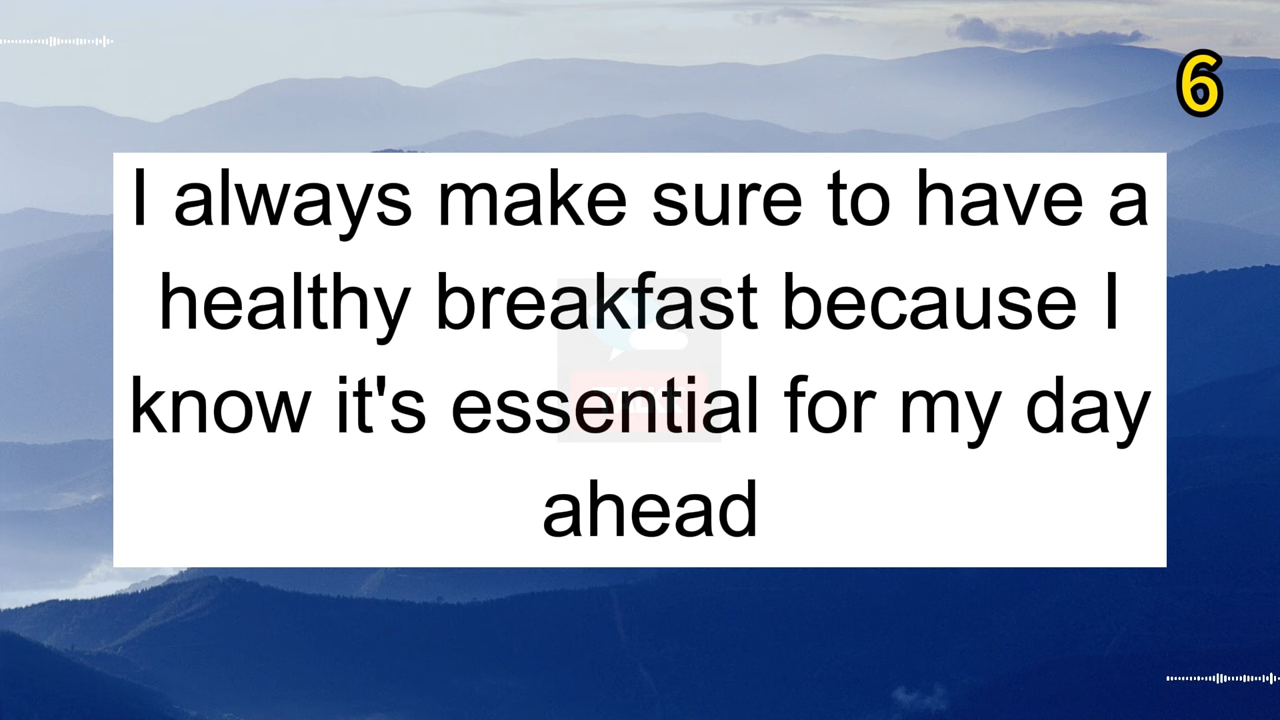 6
I always make sure to have a
healthy breakfast because I
know it's essential for my day
ahead